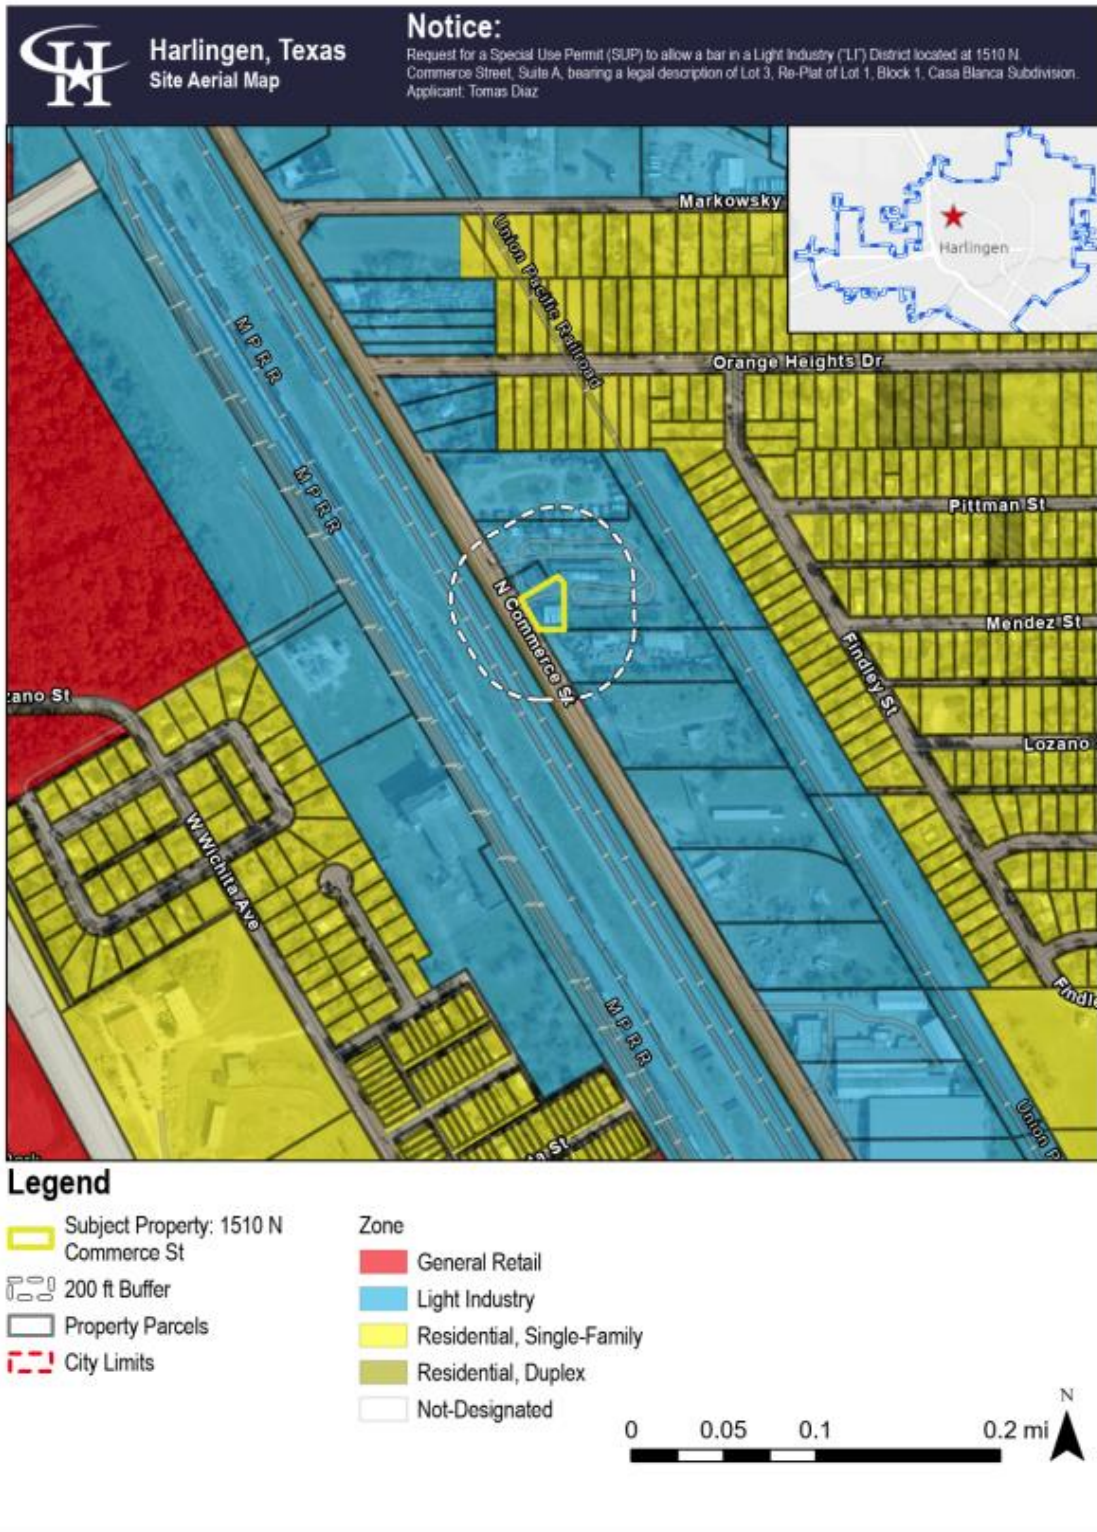 Harlingen, Texas
Site Aerial Map
Notice:
Request for a Special Use Permit (SUP) to allow a bar in a Light Industry ("LI") District located at 1510 N.
Commerce Street, Suite A, bearing a legal description of Lot 3, Re-Plat of Lot 1, Block 1, Casa Blanca Subdivision.
Applicant: Tomas Diaz
Markowsky
Harlingen
Union Pacific Railroad
M P R R
Orange Heights Dr
M P R R
Pittman St
N Commerce St
Mendez St
Findley St
zano St
Lozano
W Wichita Ave
Findle
M P R R
Union P
ta St
Legend
Subject Property: 1510 N
Commerce St
200 ft Buffer
Property Parcels
City Limits
Zone
General Retail
Light Industry
Residential, Single-Family
Residential, Duplex
Not-Designated
N
0 0.05 0.1 0.2 mi